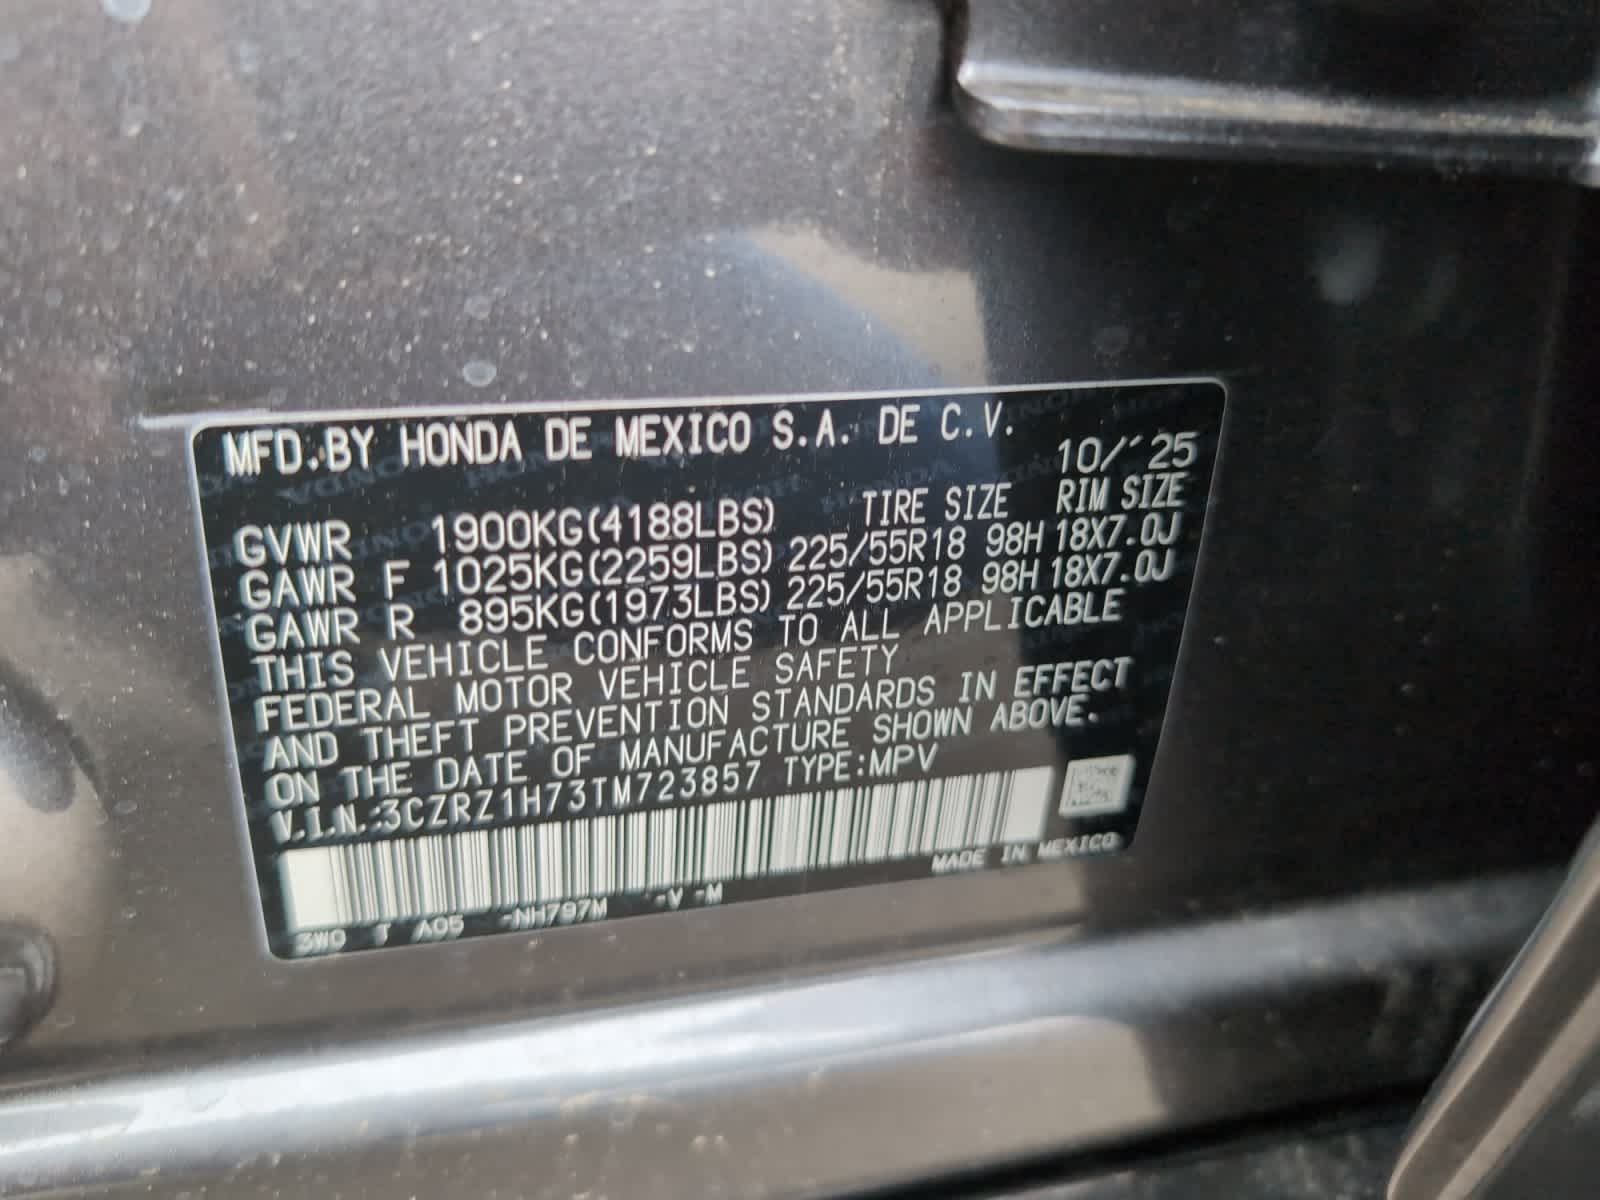 MFD. BY HONDA DE MEXICO S.A. DE C.V.
10/'25
TIRE SIZE RIM SIZE
GVWR 1900KG(4188LBS)
GAWR F 1025KG(2259LBS) 225/55R18 98H 18X7.0J
GAWR R 895KG(1973LBS) 225/55R18 98H 18X7.0J
THIS VEHICLE CONFORMS TO ALL APPLICABLE
FEDERAL MOTOR VEHICLE SAFETY
AND THEFT PREVENTION STANDARDS IN EFFECT
ON THE DATE OF MANUFACTURE SHOWN ABOVE.
V.I.N.:3CZRZ1H73TM723857 TYPE:MPV
MADE IN MEXICO
3W0 T A05 -NH797M -V -M